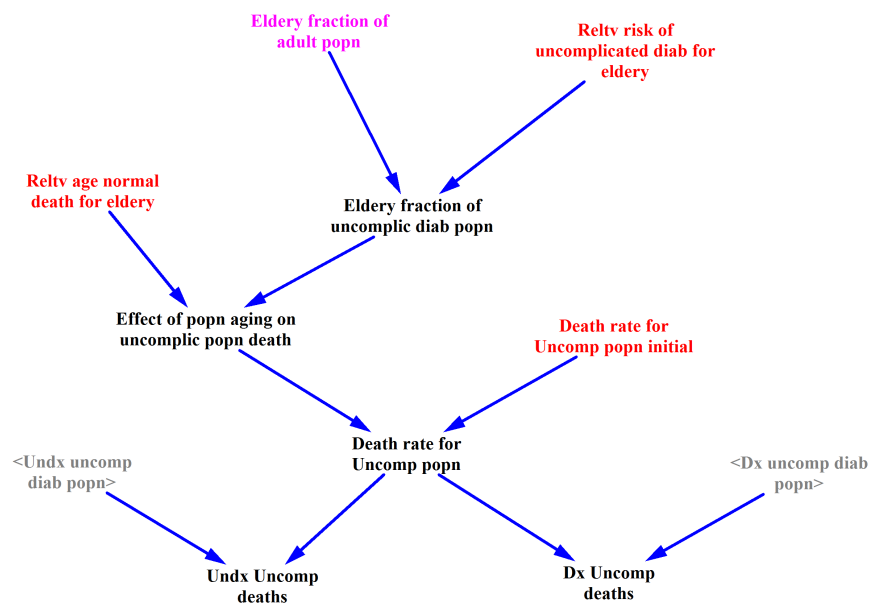 Eldery fraction of
adult popn
Reltv risk of
uncomplicated diab for
eldery
Reltv age normal
death for eldery
Eldery fraction of
uncomplic diab popn
Effect of popn aging on
uncomplic popn death
Death rate for
Uncomp popn initial
Death rate for
Uncomp popn
<Undx uncomp
diab popn>
<Dx uncomp diab
popn>
Undx Uncomp
deaths
Dx Uncomp
deaths